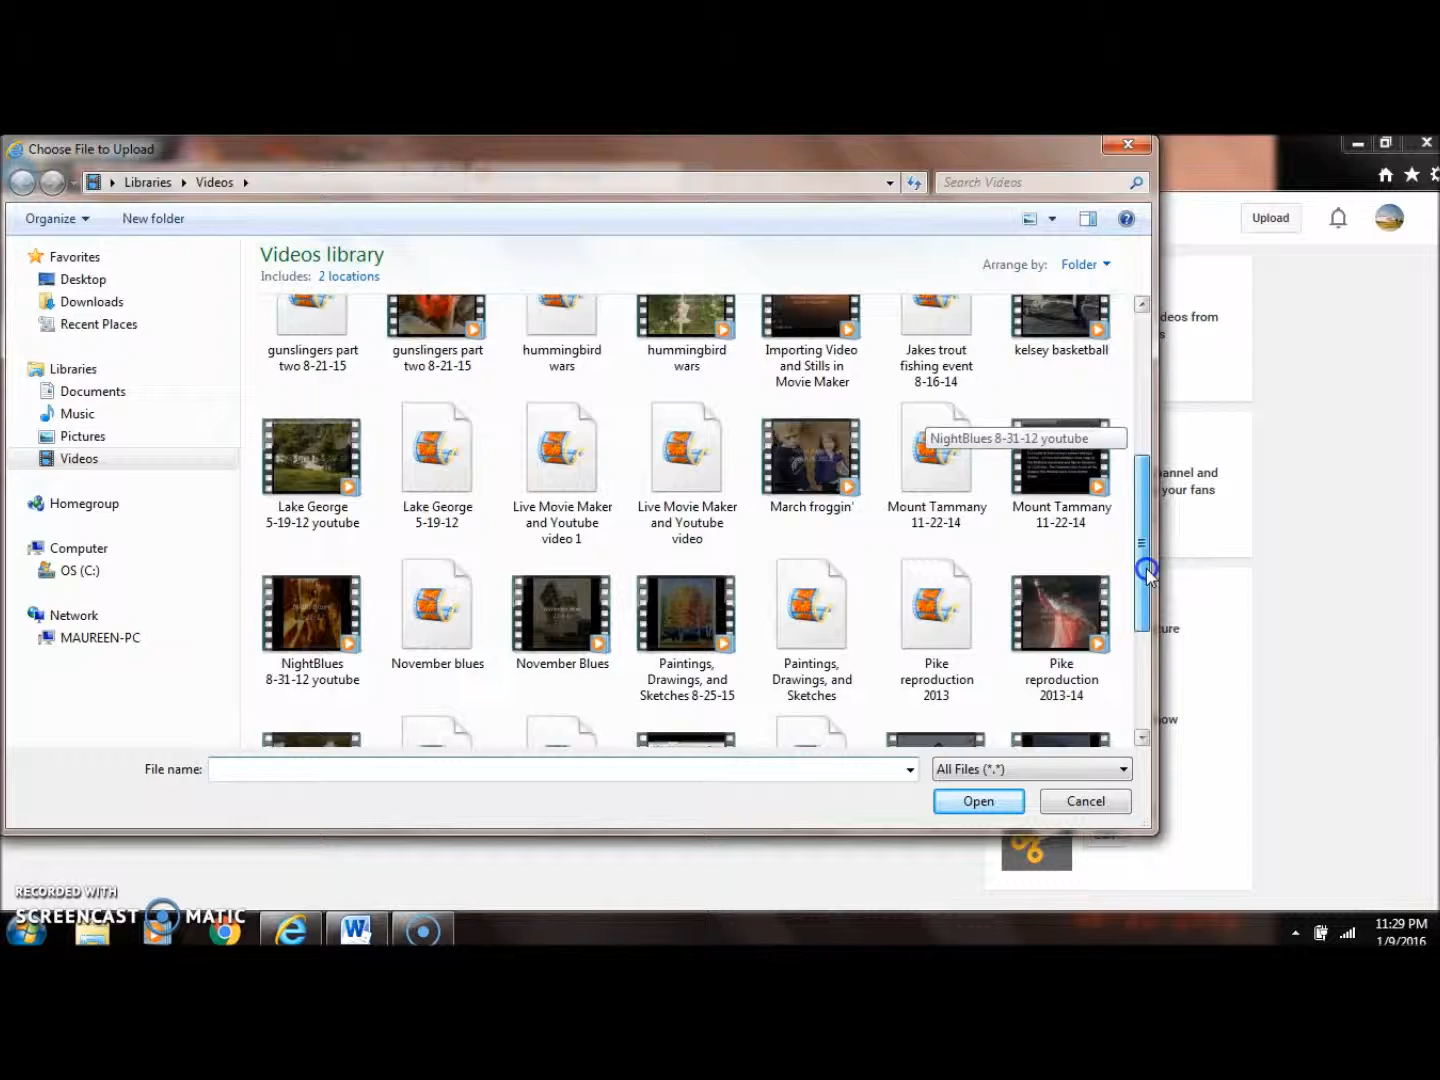 Choose File to Upload
Libraries Videos
Search Videos
Organize New folder
Upload
Favorites
Desktop
Downloads
Recent Places
Libraries
Documents
Music
Pictures
Videos
Homegroup
Computer
OS (C:)
Network
MAUREEN-PC
Videos library
Includes: 2 locations
Arrange by: Folder
gunslingers part two 8-21-15
gunslingers part two 8-21-15
hummingbird wars
hummingbird wars
Importing Video and Stills in Movie Maker
Jakes trout fishing event 8-16-14
kelsey basketball
NightBlues 8-31-12 youtube
Lake George 5-19-12 youtube
Lake George 5-19-12
Live Movie Maker and Youtube video 1
Live Movie Maker and Youtube video
March froggin'
Mount Tammany 11-22-14
Mount Tammany 11-22-14
NightBlues 8-31-12 youtube
November blues
November Blues
Paintings, Drawings, and Sketches 8-25-15
Paintings, Drawings, and Sketches
Pike reproduction 2013
Pike reproduction 2013-14
File name:
All Files (*.*)
Open Cancel
deos from
s
hannel and
your fans
ture
now
RECORDED WITH
SCREENCAST MATIC
11:29 PM
1/9/2016